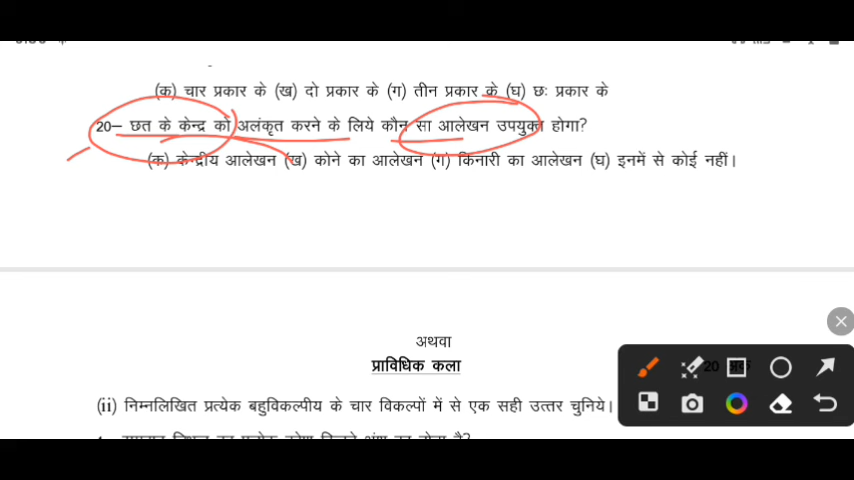 (क) चार प्रकार के (ख) दो प्रकार के (ग) तीन प्रकार के (घ) छः प्रकार के
20– छत के केन्द्र को अलंकृत करने के लिये कौन सा आलेखन उपयुक्त होगा?
(क) केन्द्रीय आलेखन (ख) कोने का आलेखन (ग) किनारी का आलेखन (घ) इनमें से कोई नहीं।
अथवा
प्राविधिक कला
20 अंक
(ii) निम्नलिखित प्रत्येक बहुविकल्पीय के चार विकल्पों में से एक सही उत्तर चुनिये।